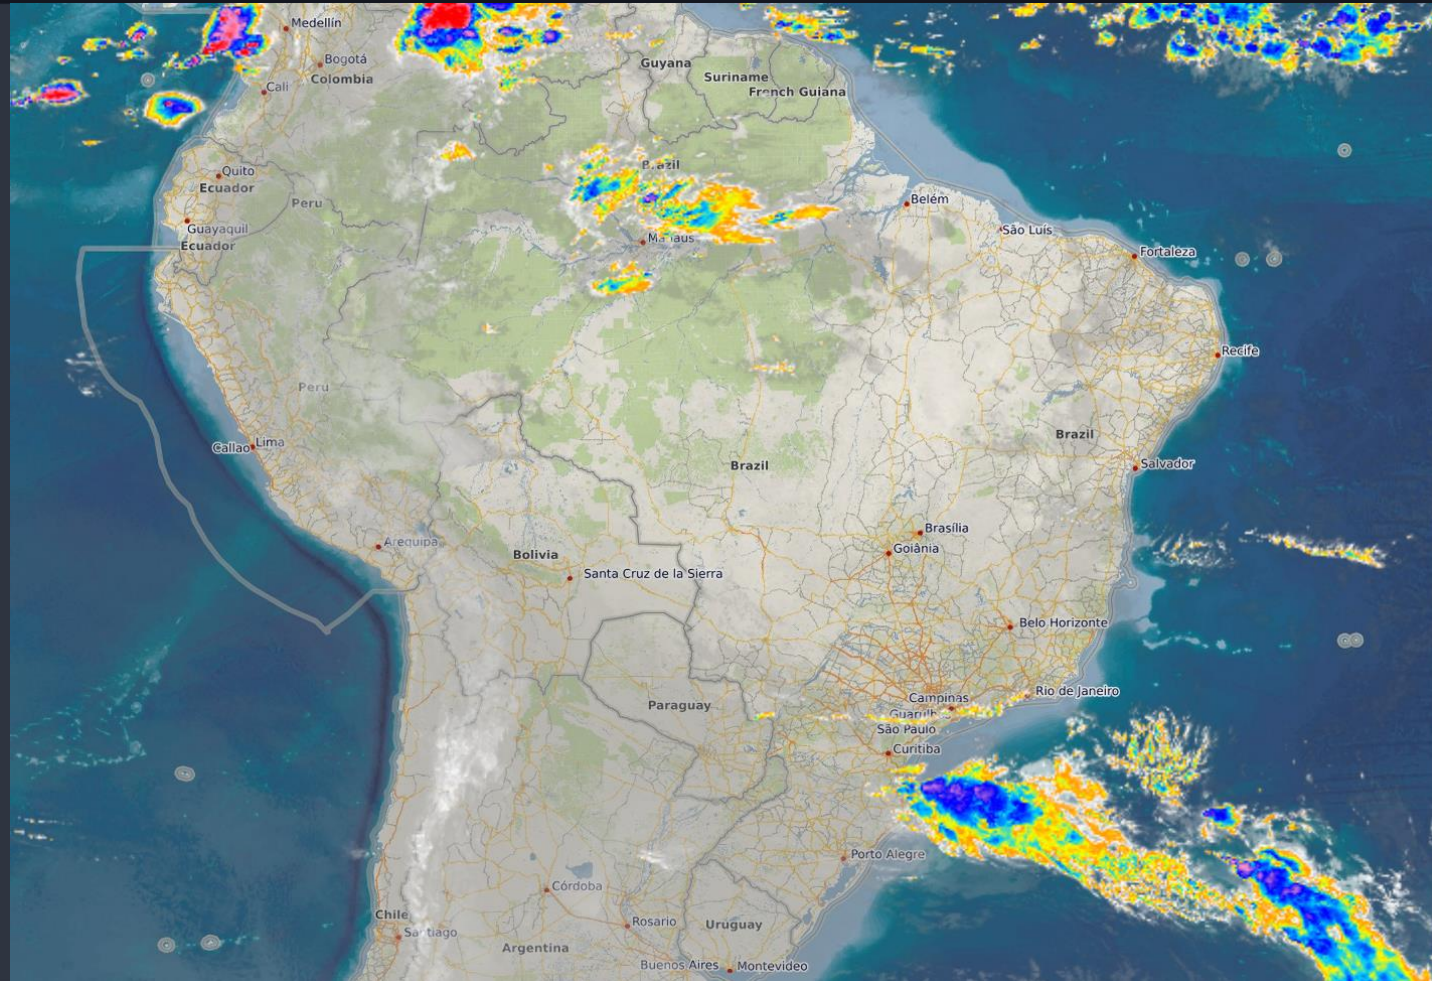 Medellín
Bogotá
Colombia
Cali
Guyana
Suriname
French Guiana
Brazil
Quito
Ecuador
Peru
Belém
Guayaquil
Ecuador
Manaus
São Luís
Fortaleza
Recife
Peru
Callao
Lima
Brazil
Brazil
Salvador
Brasília
Arequipa
Goiânia
Bolivia
Santa Cruz de la Sierra
Belo Horizonte
Campinas
Rio de Janeiro
Paraguay
Guarulhos
São Paulo
Curitiba
Porto Alegre
Córdoba
Chile
Santiago
Rosario
Uruguay
Argentina
Buenos Aires
Montevideo